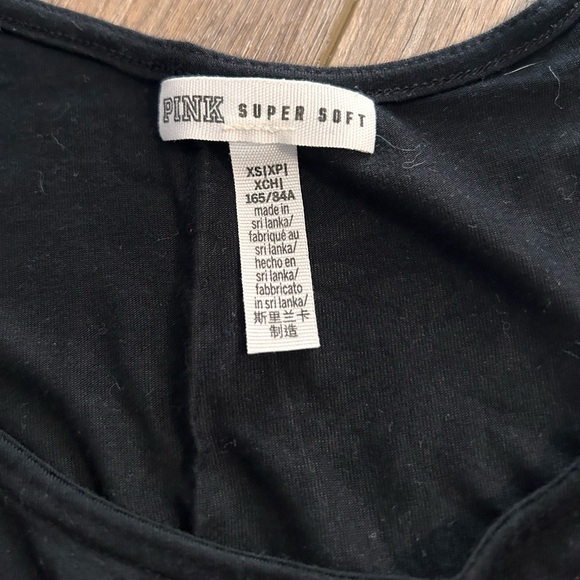 PINK SUPER SOFT
XS|XP|
XCH|
165/84A
made in
sri lanka/
fabriqué au
sri lanka/
hecho en
sri lanka/
fabbricato
in sri lanka/
斯里兰卡
制造